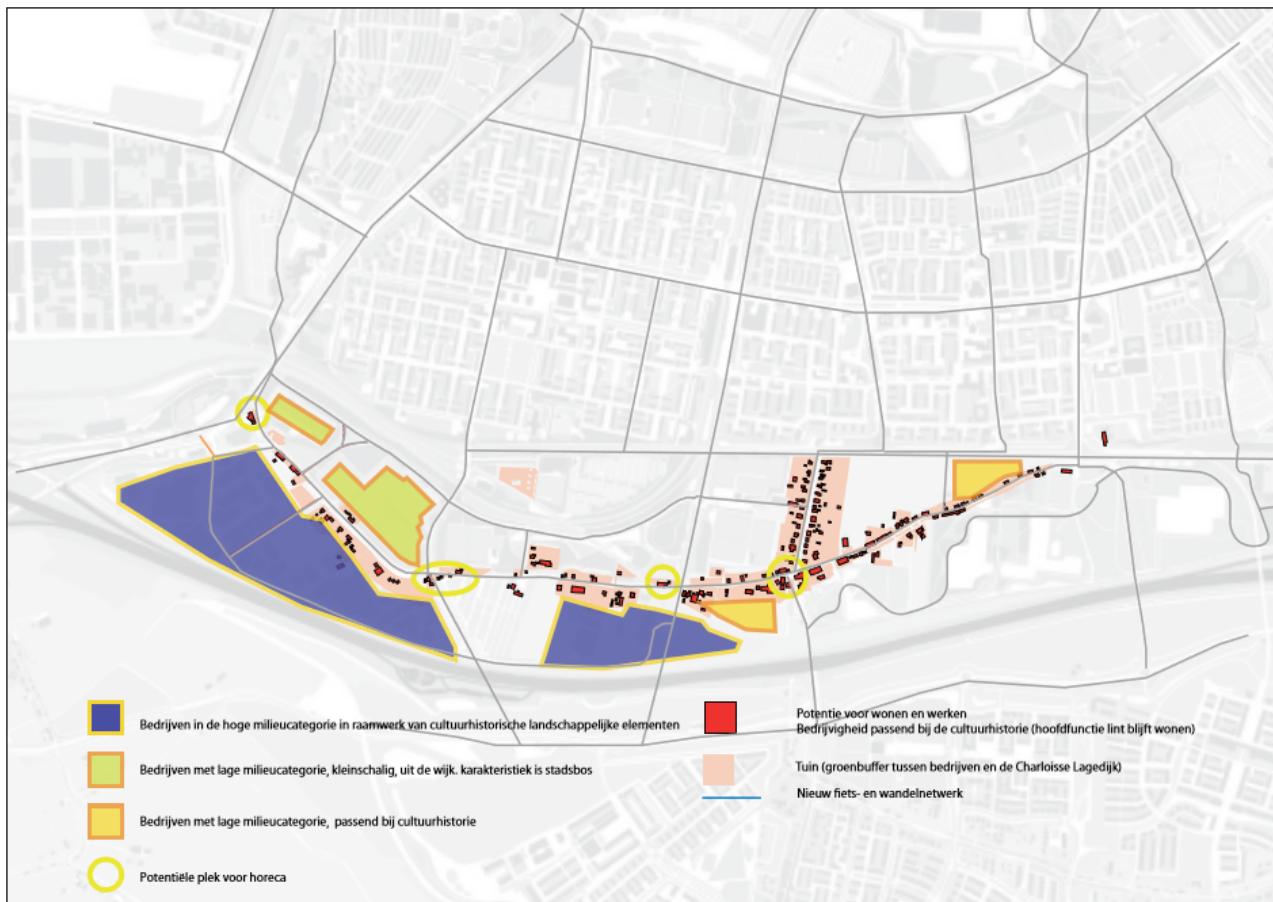 Bedrijven in de hoge milieucategorie in raamwerk van cultuurhistorische landschappelijke elementen
Bedrijven met lage milieucategorie, kleinschalig, uit de wijk. karakteristiek is stadsbos
Bedrijven met lage milieucategorie, passend bij cultuurhistorie
Potentiële plek voor horeca
Potentie voor wonen en werken
Bedrijvigheid passend bij de cultuurhistorie (hoofdfunctie lint blijft wonen)
Tuin (groenbuffer tussen bedrijven en de Charloisse Lagedijk)
Nieuw fiets- en wandelnetwerk